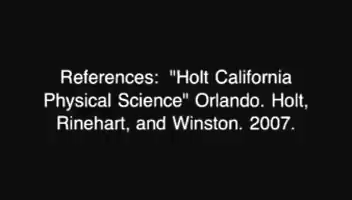 References:  "Holt California
Physical Science" Orlando. Holt,
Rinehart, and Winston. 2007.